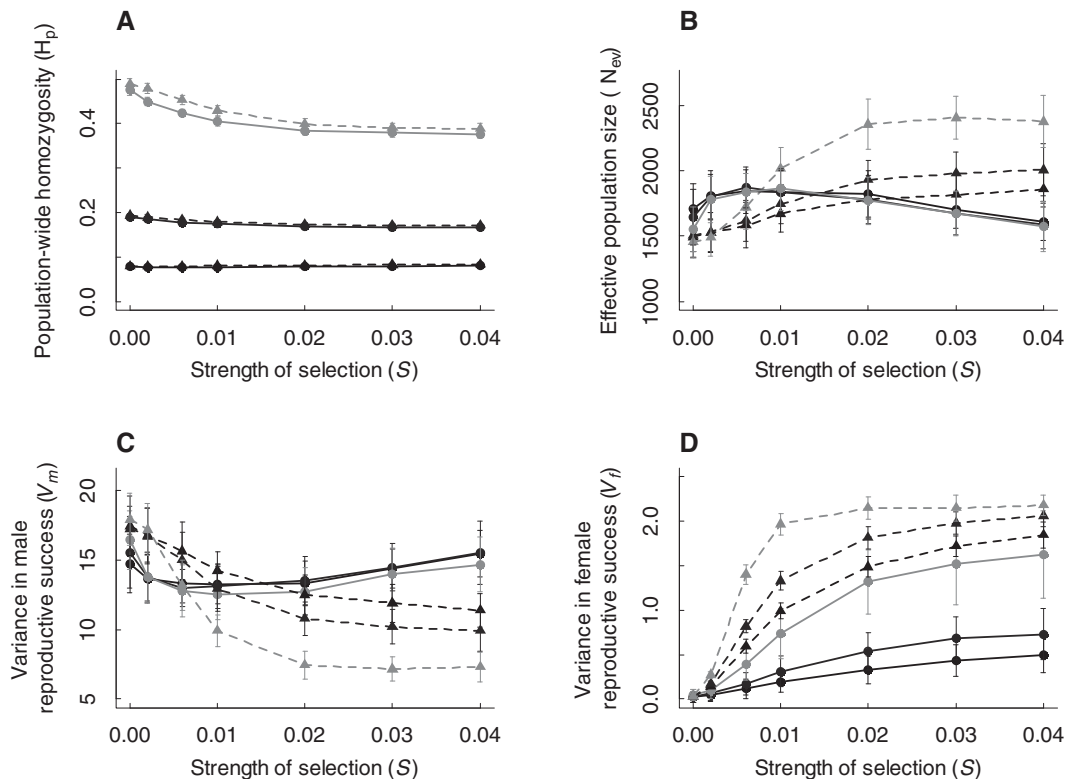 A
Population-wide homozygosity (Hp)
0.0 0.2 0.4
0.00 0.01 0.02 0.03 0.04
Strength of selection (S)
B
Effective population size ( Nev)
1000 1500 2000 2500
0.00 0.01 0.02 0.03 0.04
Strength of selection (S)
C
Variance in male
reproductive success (Vm)
5 10 15 20
0.00 0.01 0.02 0.03 0.04
Strength of selection (S)
D
Variance in female
reproductive success (Vf)
0.0 1.0 2.0
0.00 0.01 0.02 0.03 0.04
Strength of selection (S)